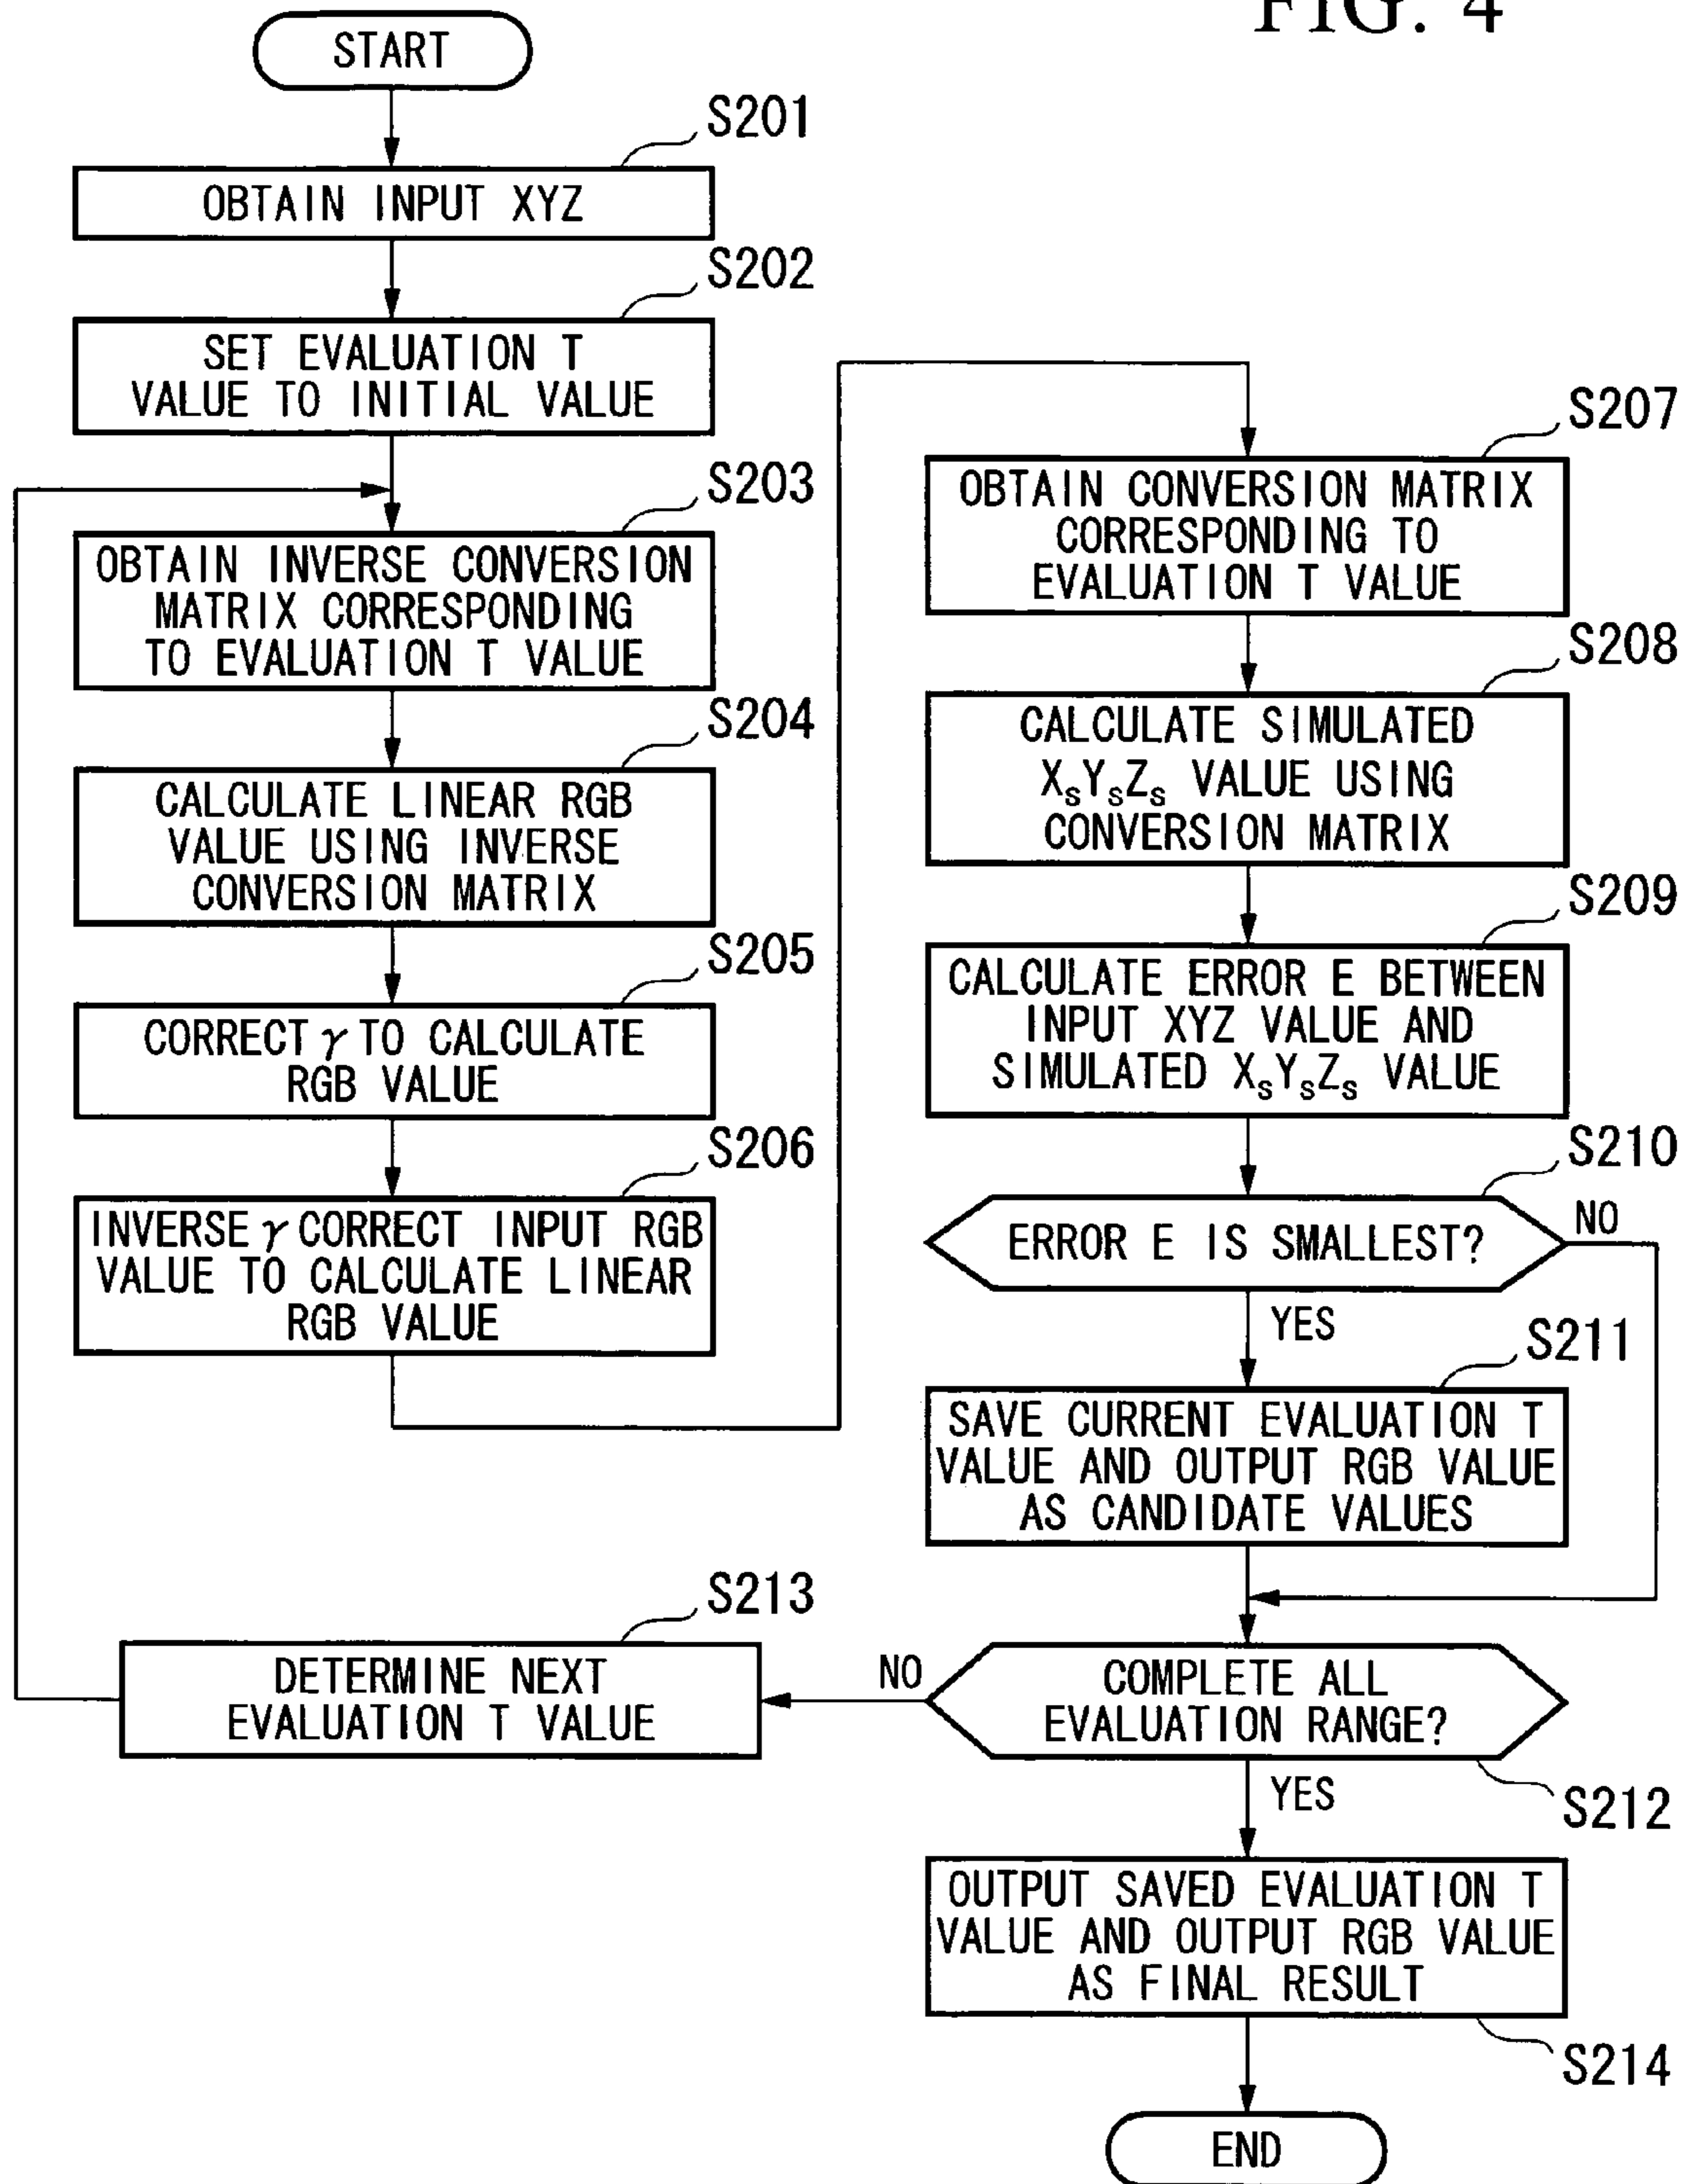 FIG. 4
START
S201
OBTAIN INPUT XYZ
S202
SET EVALUATION T
VALUE TO INITIAL VALUE
S203
OBTAIN INVERSE CONVERSION
MATRIX CORRESPONDING
TO EVALUATION T VALUE
S204
CALCULATE LINEAR RGB
VALUE USING INVERSE
CONVERSION MATRIX
S205
CORRECT γ TO CALCULATE
RGB VALUE
S206
INVERSE γ CORRECT INPUT RGB
VALUE TO CALCULATE LINEAR
RGB VALUE
S207
OBTAIN CONVERSION MATRIX
CORRESPONDING TO
EVALUATION T VALUE
S208
CALCULATE SIMULATED
XsYsZs VALUE USING
CONVERSION MATRIX
S209
CALCULATE ERROR E BETWEEN
INPUT XYZ VALUE AND
SIMULATED XsYsZs VALUE
S210
ERROR E IS SMALLEST?
NO
YES
S211
SAVE CURRENT EVALUATION T
VALUE AND OUTPUT RGB VALUE
AS CANDIDATE VALUES
S213
DETERMINE NEXT
EVALUATION T VALUE
NO
COMPLETE ALL
EVALUATION RANGE?
YES
S212
OUTPUT SAVED EVALUATION T
VALUE AND OUTPUT RGB VALUE
AS FINAL RESULT
S214
END